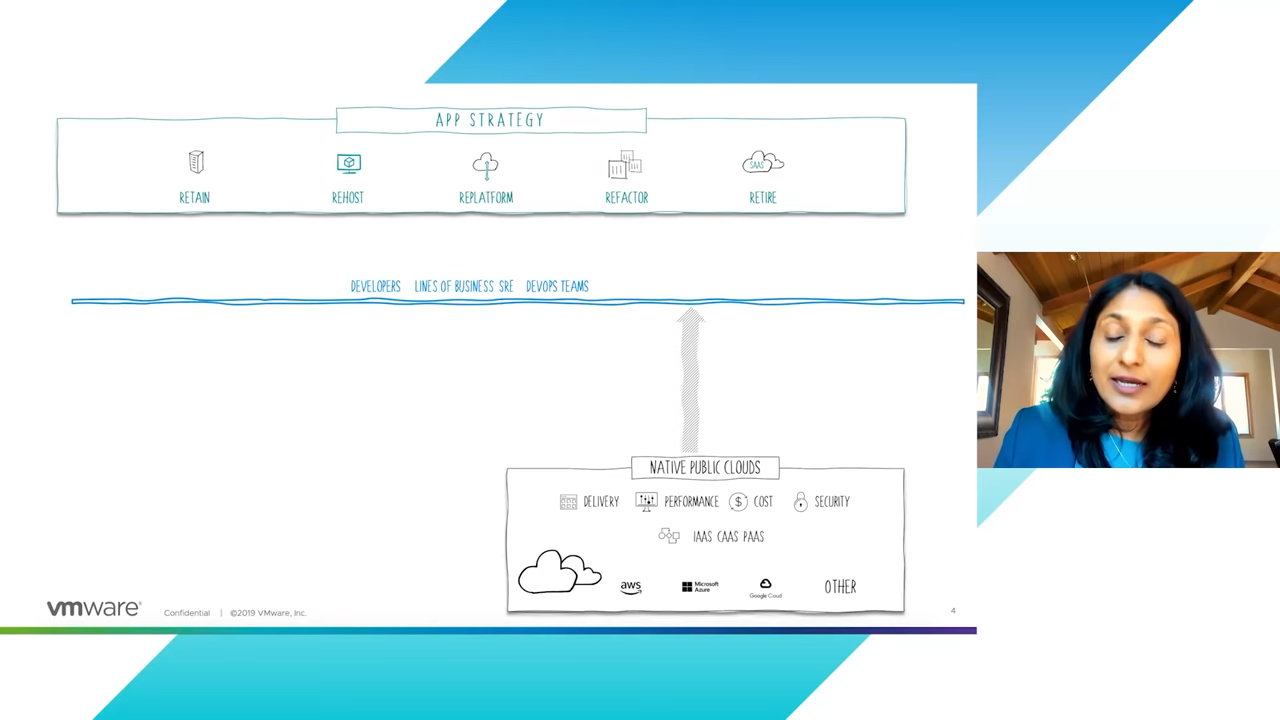 APP STRATEGY
SAAS
RETAIN REHOST REPLATFORM REFACTOR RETIRE
DEVELOPERS LINES OF BUSINESS SRE DEVOPS TEAMS
NATIVE PUBLIC CLOUDS
DELIVERY PERFORMANCE $ COST SECURITY
IAAS CAAS PAAS
aws Microsoft Azure Google Cloud OTHER
vmware® Confidential | ©2019 VMware, Inc. 4